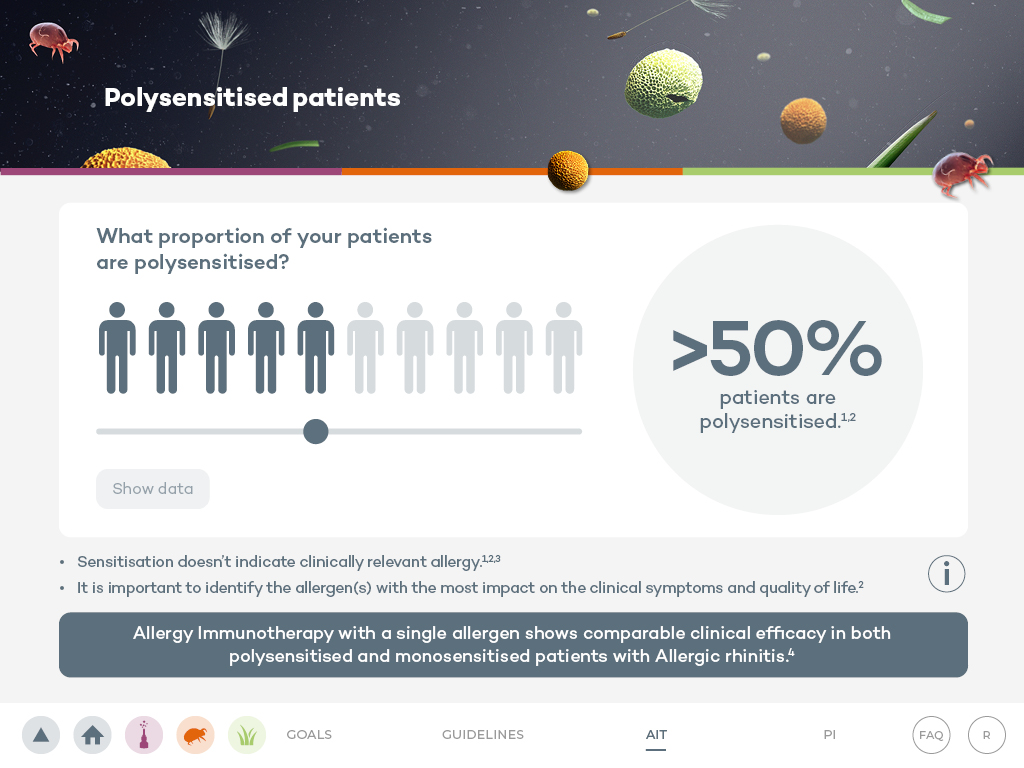 Polysensitised patients
What proportion of your patients
are polysensitised?
>50%
patients are
polysensitised.1,2
Show data
• Sensitisation doesn’t indicate clinically relevant allergy.1,2,3
• It is important to identify the allergen(s) with the most impact on the clinical symptoms and quality of life.2
i
Allergy Immunotherapy with a single allergen shows comparable clinical efficacy in both
polysensitised and monosensitised patients with Allergic rhinitis.4
GOALS GUIDELINES AIT PI FAQ R